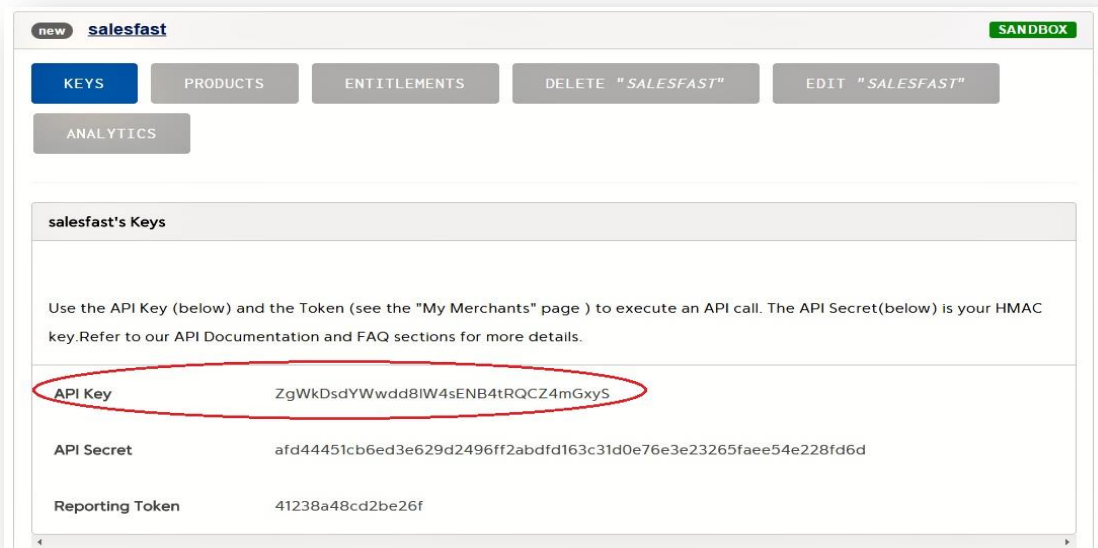 new salesfast SANDBOX
KEYS PRODUCTS ENTITLEMENTS DELETE "SALESFAST" EDIT "SALESFAST"
ANALYTICS
salesfast's Keys
Use the API Key (below) and the Token (see the "My Merchants" page ) to execute an API call. The API Secret(below) is your HMAC
key.Refer to our API Documentation and FAQ sections for more details.
API Key ZgWkDsdYWwdd8lW4sENB4tRQCZ4mGxyS
API Secret afd44451cb6ed3e629d2496ff2abdfd163c31d0e76e3e23265faee54e228fd6d
Reporting Token 41238a48cd2be26f